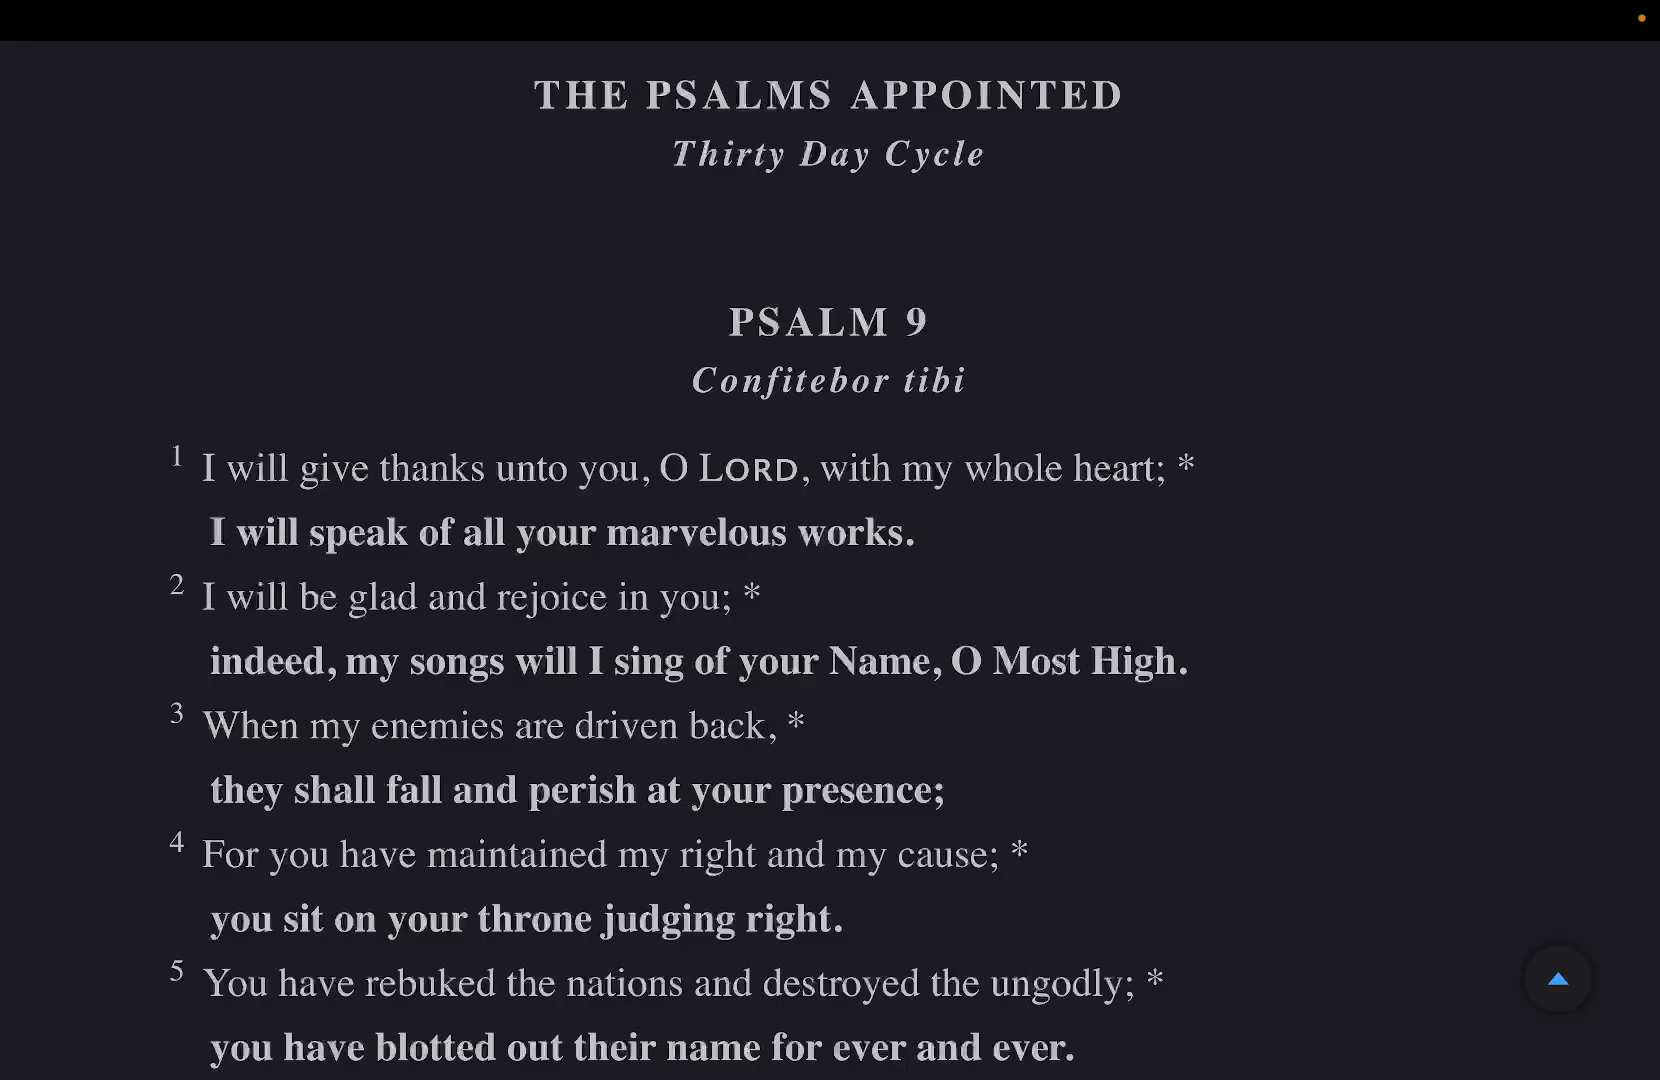 THE PSALMS APPOINTED
Thirty Day Cycle
PSALM 9
Confitebor tibi
1 I will give thanks unto you, O LORD, with my whole heart; *
I will speak of all your marvelous works.
2 I will be glad and rejoice in you; *
indeed, my songs will I sing of your Name, O Most High.
3 When my enemies are driven back, *
they shall fall and perish at your presence;
4 For you have maintained my right and my cause; *
you sit on your throne judging right.
5 You have rebuked the nations and destroyed the ungodly; *
you have blotted out their name for ever and ever.